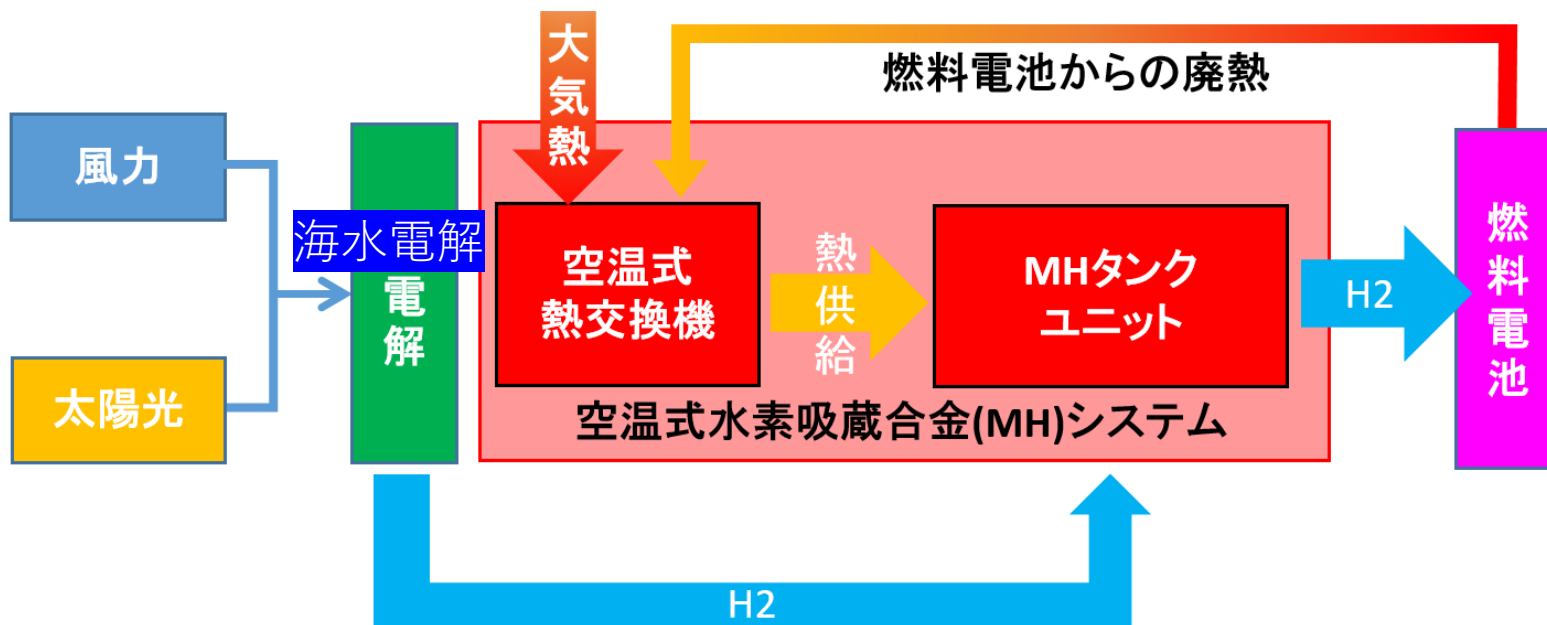 大気熱
燃料電池からの廃熱
風力
海水電解
電解
太陽光
空温式
熱交換機
熱供給
MHタンク
ユニット
H2
燃料電池
空温式水素吸蔵合金(MH)システム
H2